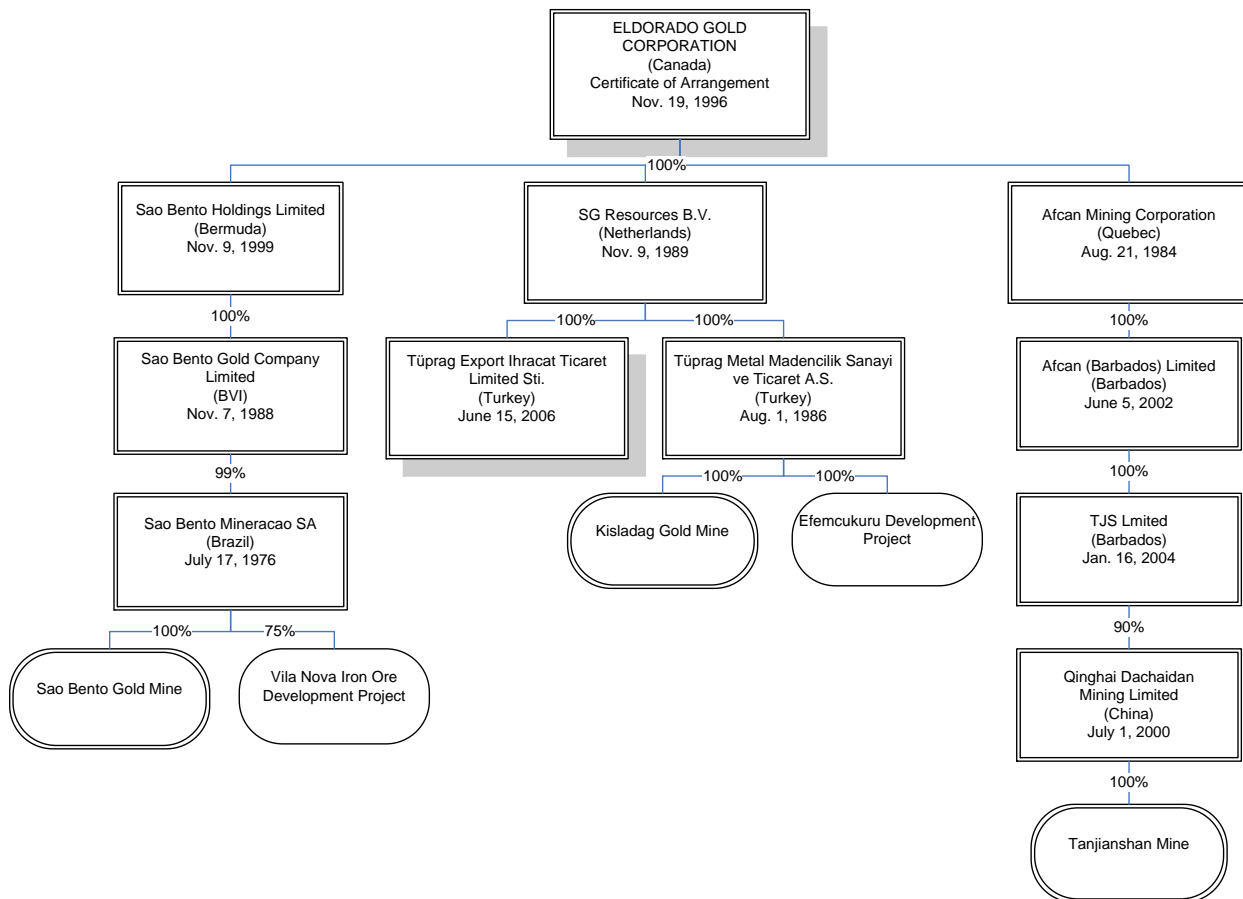 ELDORADO GOLD
CORPORATION
(Canada)
Certificate of Arrangement
Nov. 19, 1996
100%
Sao Bento Holdings Limited
(Bermuda)
Nov. 9, 1999
SG Resources B.V.
(Netherlands)
Nov. 9, 1989
Afcan Mining Corporation
(Quebec)
Aug. 21, 1984
100%
100%
100%
100%
Sao Bento Gold Company
Limited
(BVI)
Nov. 7, 1988
Tüprag Export Ihracat Ticaret
Limited Sti.
(Turkey)
June 15, 2006
Tüprag Metal Madencilik Sanayi
ve Ticaret A.S.
(Turkey)
Aug. 1, 1986
Afcan (Barbados) Limited
(Barbados)
June 5, 2002
99%
100%
100%
100%
Sao Bento Mineracao SA
(Brazil)
July 17, 1976
Kisladag Gold Mine
Efemcukuru Development
Project
TJS Lmited
(Barbados)
Jan. 16, 2004
100%
75%
90%
Sao Bento Gold Mine
Vila Nova Iron Ore
Development Project
Qinghai Dachaidan
Mining Limited
(China)
July 1, 2000
100%
Tanjianshan Mine